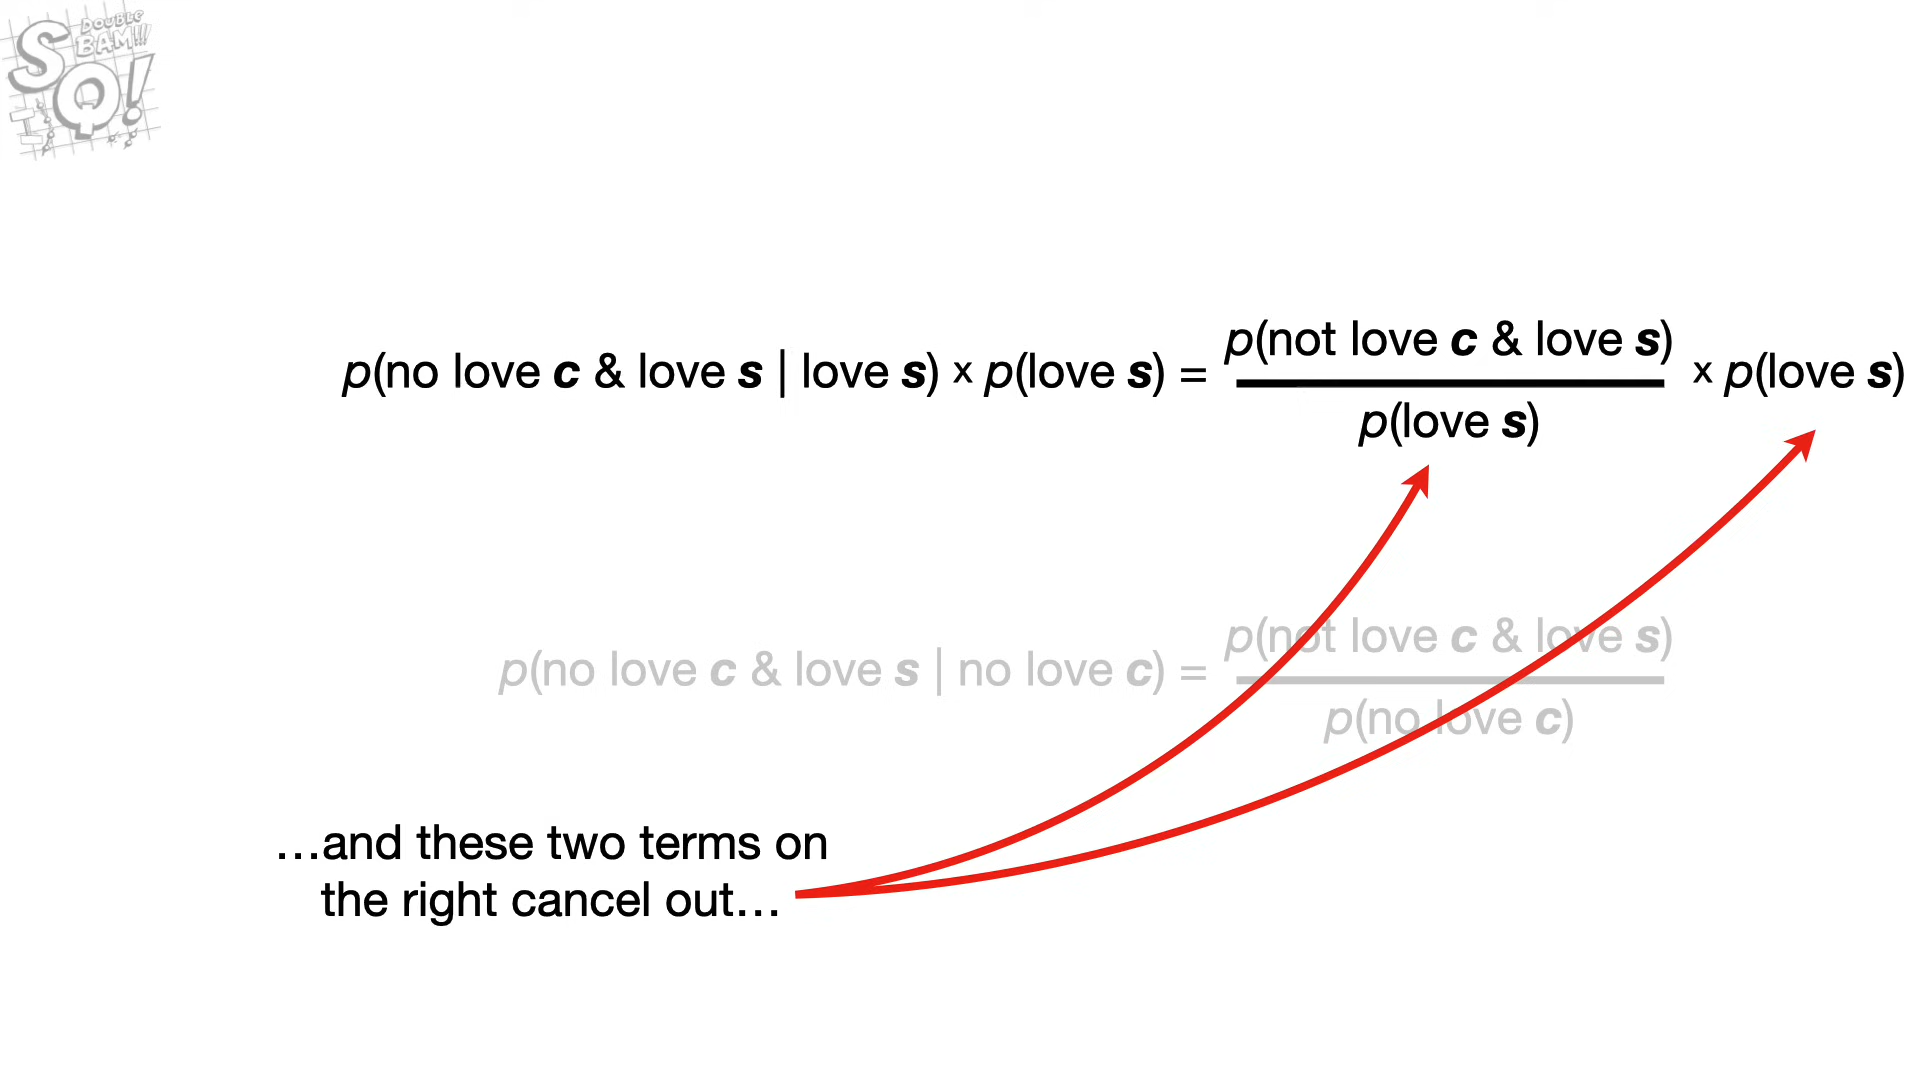 DOUBLE
BAM!!!
SQ!
p(no love c & love s | love s) x p(love s) = p(not love c & love s) x p(love s)
p(love s)
p(no love c & love s | no love c) = p(not love c & love s)
p(no love c)
…and these two terms on
the right cancel out…